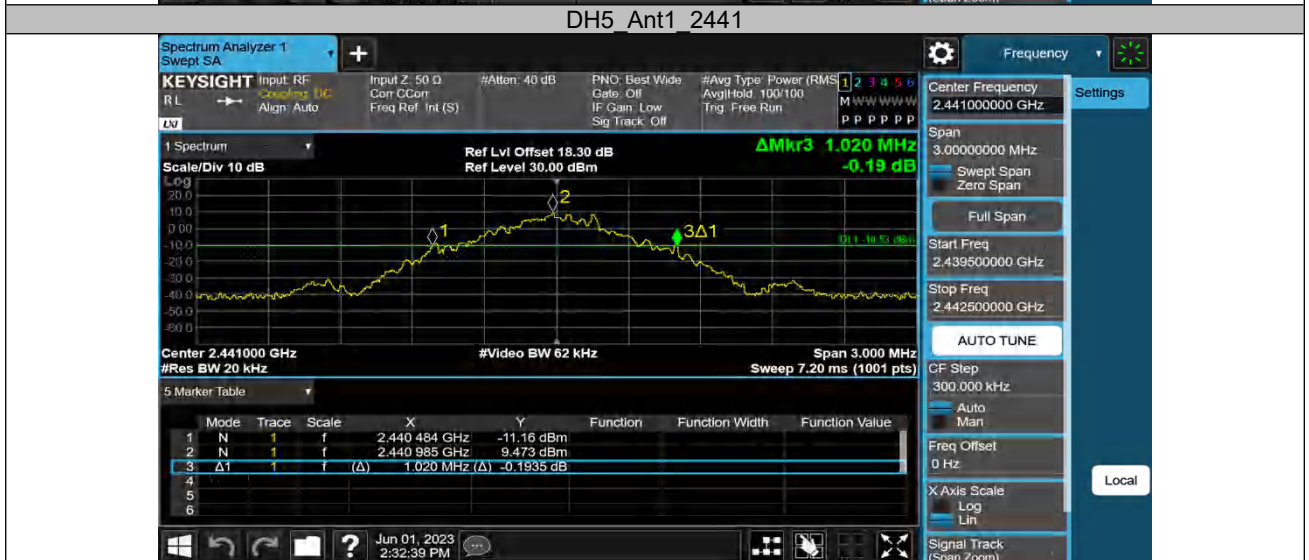 DH5_Ant1_2441
Spectrum Analyzer 1
Swept SA
+
Frequency
KEYSIGHT
RL
LXI
Input: RF
Coupling: DC
Align: Auto
Input Z: 50 Ω
Corr CCorr
Freq Ref: Int (S)
#Atten: 40 dB
PNO: Best Wide
Gate: Off
IF Gain: Low
Sig Track: Off
#Avg Type: Power (RMS
Avg|Hold: 100/100
Trig: Free Run
1 2 3 4 5 6
M W W W W W
P P P P P P
1 Spectrum
Scale/Div 10 dB
Ref Lvl Offset 18.30 dB
Ref Level 30.00 dBm
ΔMkr3 1.020 MHz
-0.19 dB
Log
20.0
10.0
0.00
-10.0
-20.0
-30.0
-40.0
-50.0
-60.0
1
2
3Δ1
DL1 -10.53 dBm
Center 2.441000 GHz
#Video BW 62 kHz
Span 3.000 MHz
#Res BW 20 kHz
Sweep 7.20 ms (1001 pts)
5 Marker Table
Mode Trace Scale X Y Function Function Width Function Value
1 N 1 f 2.440 484 GHz -11.16 dBm
2 N 1 f 2.440 985 GHz 9.473 dBm
3 Δ1 1 f (Δ) 1.020 MHz (Δ) -0.1935 dB
4
5
6
Jun 01, 2023
2:32:39 PM
Center Frequency
2.441000000 GHz
Settings
Span
3.00000000 MHz
Swept Span
Zero Span
Full Span
Start Freq
2.439500000 GHz
Stop Freq
2.442500000 GHz
AUTO TUNE
CF Step
300.000 kHz
Auto
Man
Freq Offset
0 Hz
X Axis Scale
Log
Lin
Local
Signal Track
(Span Zoom)